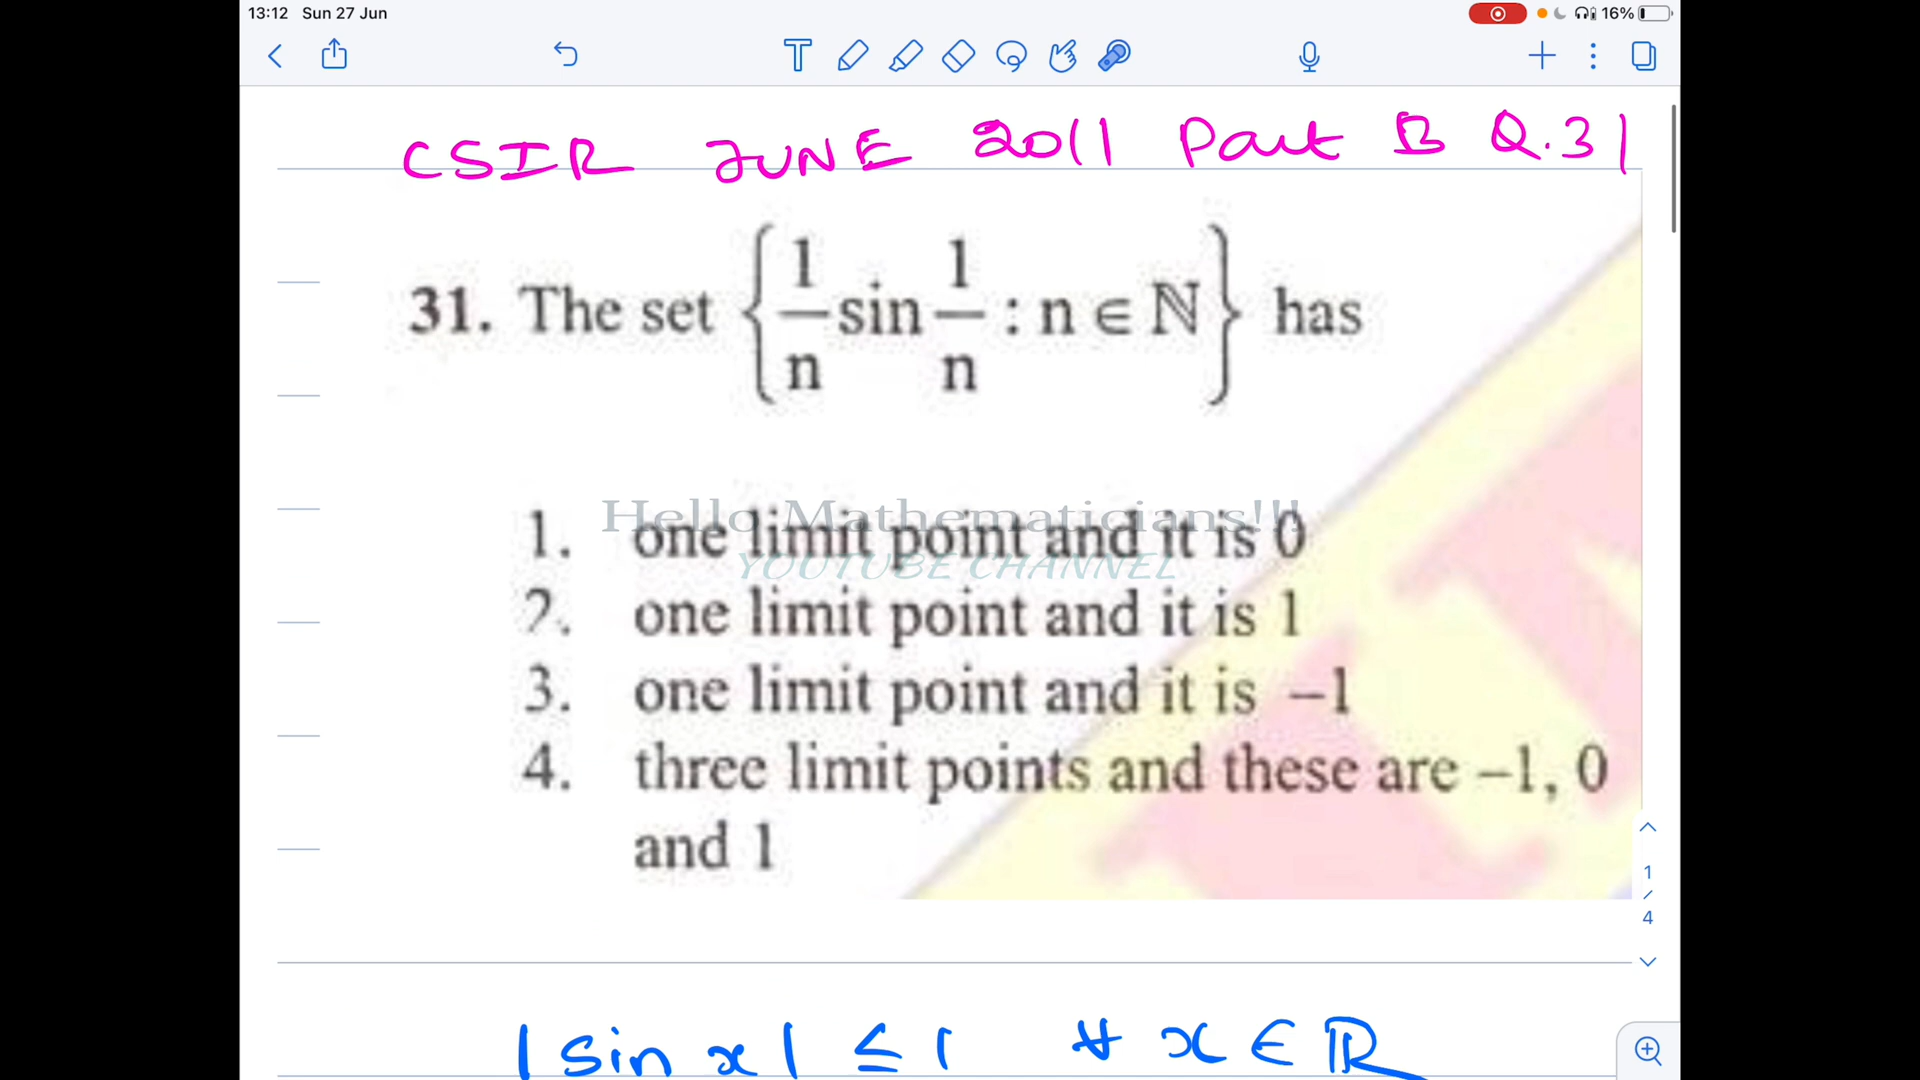 13:12 Sun 27 Jun 16%
CSIR JUNE 2011 Part B Q.31
31. The set {1/n sin 1/n : n ∈ ℕ} has
Hello Mathematicians!!!
1. one limit point and it is 0
YOUTUBE CHANNEL
2. one limit point and it is 1
3. one limit point and it is –1
4. three limit points and these are –1, 0
and 1
1
/
4
|sin x| ≤ 1 ∀ x ∈ ℝ